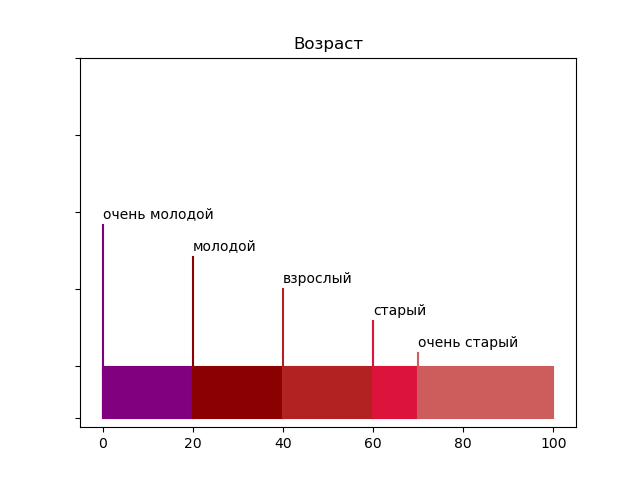 Возраст
очень молодой
молодой
взрослый
старый
очень старый
0 20 40 60 80 100